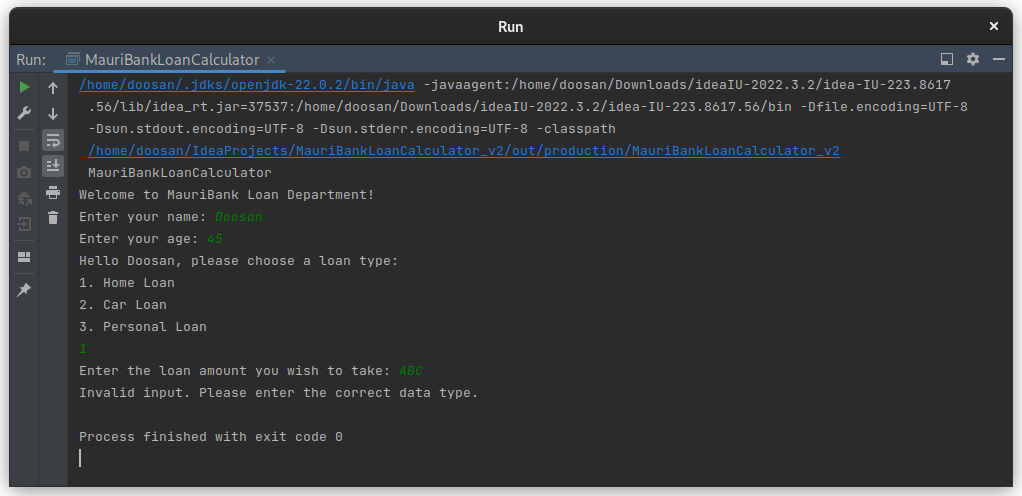 Run
Run: MauriBankLoanCalculator
/home/doosan/.jdks/openjdk-22.0.2/bin/java -javaagent:/home/doosan/Downloads/ideaIU-2022.3.2/idea-IU-223.8617
.56/lib/idea_rt.jar=37537:/home/doosan/Downloads/ideaIU-2022.3.2/idea-IU-223.8617.56/bin -Dfile.encoding=UTF-8
-Dsun.stdout.encoding=UTF-8 -Dsun.stderr.encoding=UTF-8 -classpath
/home/doosan/IdeaProjects/MauriBankLoanCalculator_v2/out/production/MauriBankLoanCalculator_v2
MauriBankLoanCalculator
Welcome to MauriBank Loan Department!
Enter your name: Doosan
Enter your age: 45
Hello Doosan, please choose a loan type:
1. Home Loan
2. Car Loan
3. Personal Loan
1
Enter the loan amount you wish to take: ABC
Invalid input. Please enter the correct data type.
Process finished with exit code 0